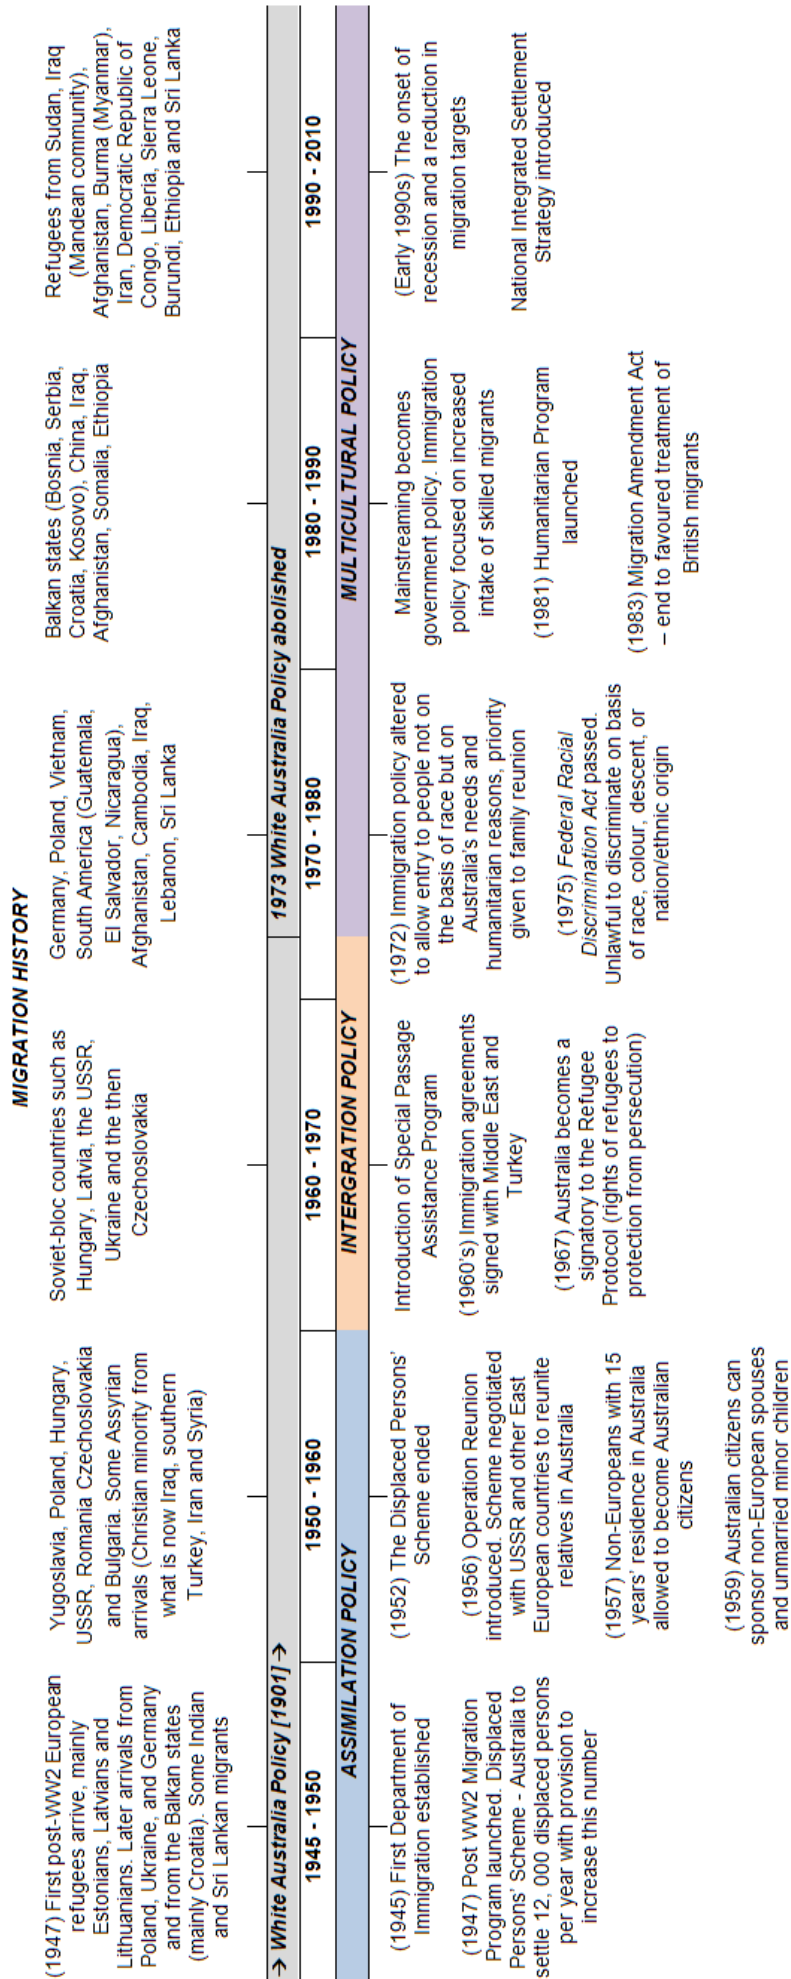 MIGRATION HISTORY
(1947) First post-WW2 European
refugees arrive, mainly
Estonians, Latvians and
Lithuanians. Later arrivals from
Poland, Ukraine, and Germany
and from the Balkan states
(mainly Croatia). Some Indian
and Sri Lankan migrants
Yugoslavia, Poland, Hungary,
USSR, Romania Czechoslovakia
and Bulgaria. Some Assyrian
arrivals (Christian minority from
what is now Iraq, southern
Turkey, Iran and Syria)
Soviet-bloc countries such as
Hungary, Latvia, the USSR,
Ukraine and the then
Czechoslovakia
Germany, Poland, Vietnam,
South America (Guatemala,
El Salvador, Nicaragua),
Afghanistan, Cambodia, Iraq,
Lebanon, Sri Lanka
Balkan states (Bosnia, Serbia,
Croatia, Kosovo), China, Iraq,
Afghanistan, Somalia, Ethiopia
Refugees from Sudan, Iraq
(Mandean community),
Afghanistan, Burma (Myanmar),
Iran, Democratic Republic of
Congo, Liberia, Sierra Leone,
Burundi, Ethiopia and Sri Lanka
→ White Australia Policy [1901] →
1973 White Australia Policy abolished
1945 - 1950
1950 - 1960
1960 - 1970
1970 - 1980
1980 - 1990
1990 - 2010
ASSIMILATION POLICY
INTERGRATION POLICY
MULTICULTURAL POLICY
(1945) First Department of
Immigration established
(1947) Post WW2 Migration
Program launched. Displaced
Persons' Scheme - Australia to
settle 12, 000 displaced persons
per year with provision to
increase this number
(1952) The Displaced Persons'
Scheme ended
(1956) Operation Reunion
introduced. Scheme negotiated
with USSR and other East
European countries to reunite
relatives in Australia
(1957) Non-Europeans with 15
years' residence in Australia
allowed to become Australian
citizens
(1959) Australian citizens can
sponsor non-European spouses
and unmarried minor children
Introduction of Special Passage
Assistance Program
(1960's) Immigration agreements
signed with Middle East and
Turkey
(1967) Australia becomes a
signatory to the Refugee
Protocol (rights of refugees to
protection from persecution)
(1972) Immigration policy altered
to allow entry to people not on
the basis of race but on
Australia's needs and
humanitarian reasons, priority
given to family reunion
(1975) Federal Racial
Discrimination Act passed.
Unlawful to discriminate on basis
of race, colour, descent, or
nation/ethnic origin
Mainstreaming becomes
government policy. Immigration
policy focused on increased
intake of skilled migrants
(1981) Humanitarian Program
launched
(1983) Migration Amendment Act
– end to favoured treatment of
British migrants
(Early 1990s) The onset of
recession and a reduction in
migration targets
National Integrated Settlement
Strategy introduced